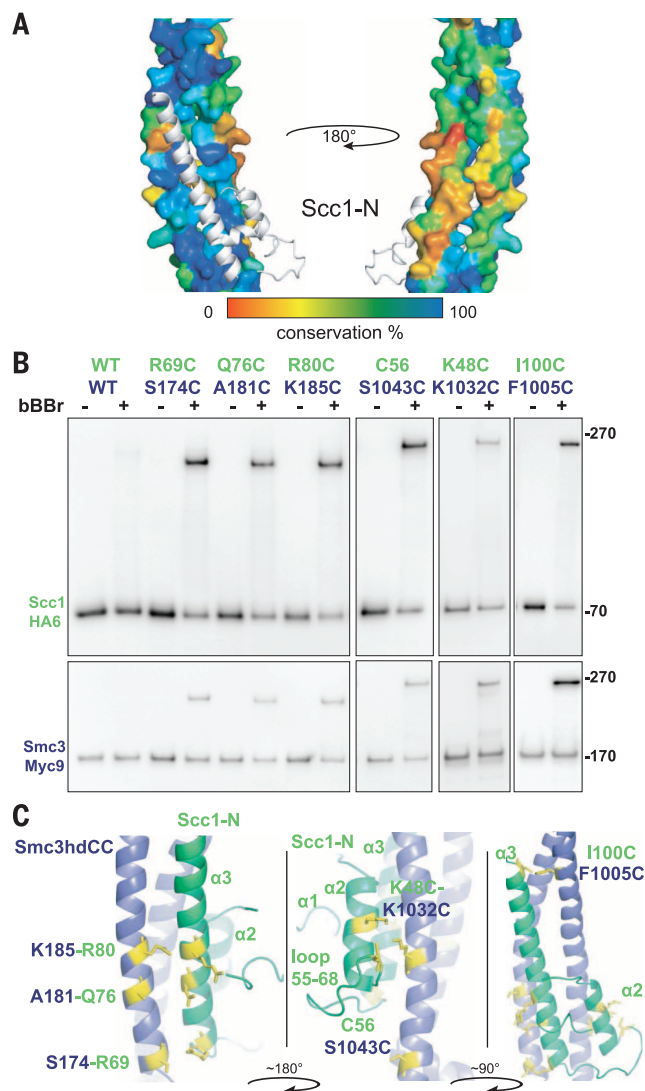 A
180°
Scc1-N
0 100
conservation %
B
WT R69C Q76C R80C C56 K48C I100C
WT S174C A181C K185C S1043C K1032C F1005C
bBBr - + - + - + - + - + - + - +
-270
Scc1
HA6
-70
-270
Smc3
Myc9
-170
C
Scc1-N
Smc3hdCC
α3
α2
K185-R80
A181-Q76
S174-R69
~180°
Scc1-N
α3
α2
α1
K48C-
K1032C
loop
55-68
C56
S1043C
~90°
α3
I100C
F1005C
α2